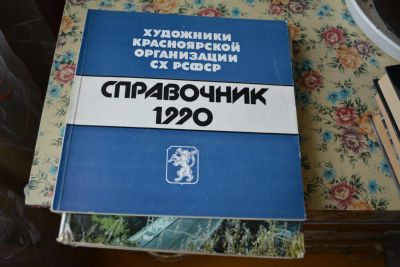 ХУДОЖНИКИ
КРАСНОЯРСКОЙ
ОРГАНИЗАЦИИ
СХ РСФСР
СПРАВОЧНИК
1990